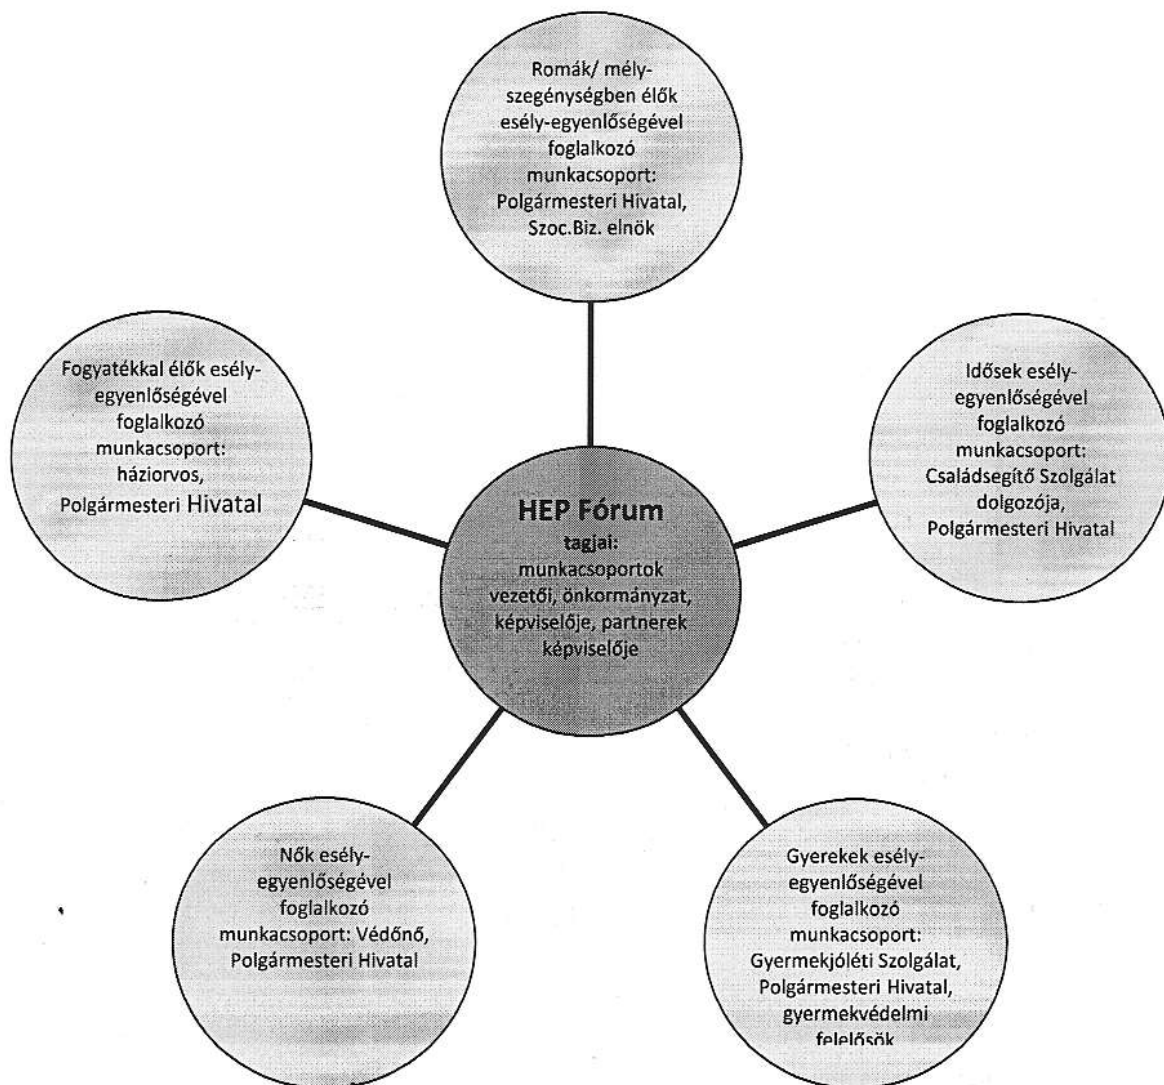 Romák/ mély-
szegénységben élők
esély-egyenlőségével
foglalkozó
munkacsoport:
Polgármesteri Hivatal,
Szoc.Biz. elnök
Fogyatékkal élők esély-
egyenlőségével
foglalkozó
munkacsoport:
háziorvos,
Polgármesteri Hivatal
Idősek esély-
egyenlőségével
foglalkozó
munkacsoport:
Családsegítő Szolgálat
dolgozója,
Polgármesteri Hivatal
HEP Fórum
tagjai:
munkacsoportok
vezetői, önkormányzat,
képviselője, partnerek
képviselője
Nők esély-
egyenlőségével
foglalkozó
munkacsoport: Védőnő,
Polgármesteri Hivatal
Gyerekek esély-
egyenlőségével
foglalkozó
munkacsoport:
Gyermekjóléti Szolgálat,
Polgármesteri Hivatal,
gyermekvédelmi
felelősök